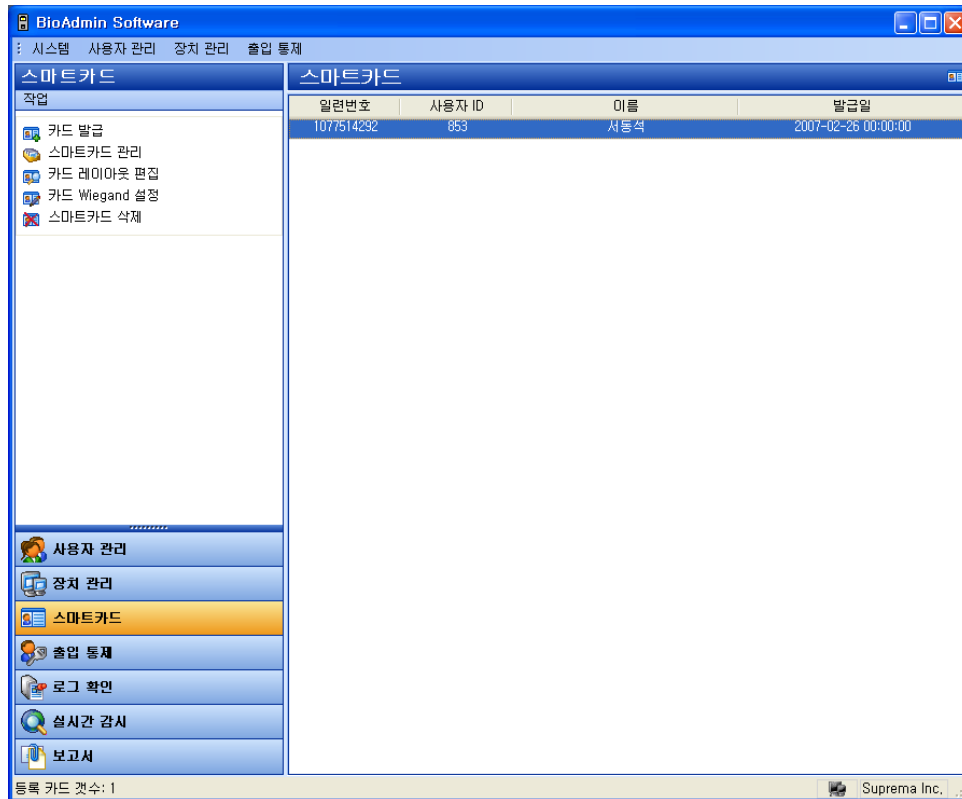 BioAdmin Software
시스템 사용자 관리 장치 관리 출입 통제
스마트카드
작업
카드 발급
스마트카드 관리
카드 레이아웃 편집
카드 Wiegand 설정
스마트카드 삭제
사용자 관리
장치 관리
스마트카드
출입 통제
로그 확인
실시간 감시
보고서
스마트카드
일련번호 사용자 ID 이름 발급일
1077514292 853 서동석 2007-02-26 00:00:00
등록 카드 갯수: 1 Suprema Inc.